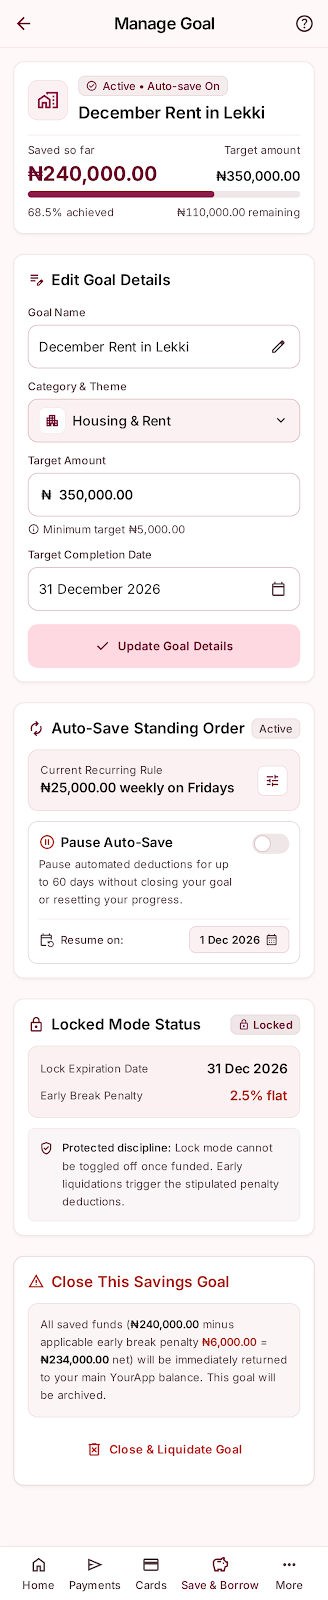 Manage Goal
Active • Auto-save On
December Rent in Lekki
Saved so far
Target amount
₦240,000.00
₦350,000.00
68.5% achieved
₦110,000.00 remaining
Edit Goal Details
Goal Name
December Rent in Lekki
Category & Theme
Housing & Rent
Target Amount
₦ 350,000.00
Minimum target ₦5,000.00
Target Completion Date
31 December 2026
Update Goal Details
Auto-Save Standing Order
Active
Current Recurring Rule
₦25,000.00 weekly on Fridays
Pause Auto-Save
Pause automated deductions for up
to 60 days without closing your goal
or resetting your progress.
Resume on:
1 Dec 2026
Locked Mode Status
Locked
Lock Expiration Date
31 Dec 2026
Early Break Penalty
2.5% flat
Protected discipline: Lock mode cannot
be toggled off once funded. Early
liquidations trigger the stipulated penalty
deductions.
Close This Savings Goal
All saved funds (₦240,000.00 minus
applicable early break penalty ₦6,000.00 =
₦234,000.00 net) will be immediately returned
to your main YourApp balance. This goal will
be archived.
Close & Liquidate Goal
Home
Payments
Cards
Save & Borrow
More